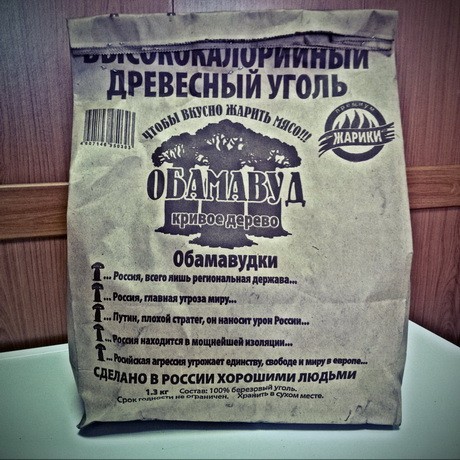 ВЫСОКОКАЛОРИЙНЫЙ
ДРЕВЕСНЫЙ УГОЛЬ
ЧТОБЫ ВКУСНО ЖАРИТЬ МЯСО!!!
ПРЕМИУМ
ЖАРИКИ
ОБАМАВУД
кривое дерево
Обамавудки
... Россия, всего лишь региональная держава...
... Россия, главная угроза миру...
... Путин, плохой стратег, он наносит урон России...
...Россия находится в мощнейшей изоляции...
... Росийская агрессия угрожает единству, свободе и миру в европе...
СДЕЛАНО В РОССИИ ХОРОШИМИ ЛЮДЬМИ
1.3 кг Состав: 100% березовый уголь.
Срок годности не ограничен. Хранить в сухом месте.